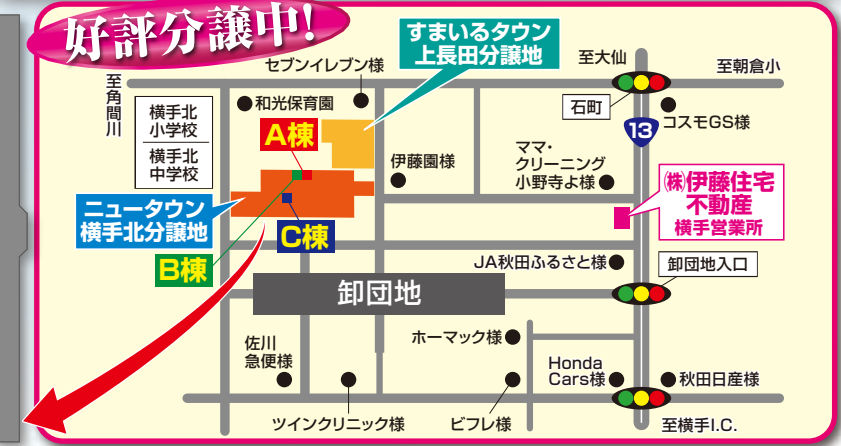 好評分譲中!
すまいるタウン
上長田分譲地
至大仙
至朝倉小
セブンイレブン様
至角間川
和光保育園
石町
コスモGS様
13
横手北
小学校
横手北
中学校
A棟
伊藤園様
ママ・
クリーニング
小野寺よ様
㈱伊藤住宅
不動産
横手営業所
ニュータウン
横手北分譲地
C棟
B棟
JA秋田ふるさと様
卸団地入口
卸団地
ホーマック様
佐川
急便様
Honda
Cars様
秋田日産様
ツインクリニック様
ビフレ様
至横手I.C.